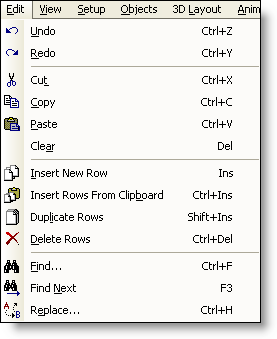 Edit View Setup Objects 3D Layout Anim
Undo Ctrl+Z
Redo Ctrl+Y
Cut Ctrl+X
Copy Ctrl+C
Paste Ctrl+V
Clear Del
Insert New Row Ins
Insert Rows From Clipboard Ctrl+Ins
Duplicate Rows Shift+Ins
Delete Rows Ctrl+Del
Find... Ctrl+F
Find Next F3
Replace... Ctrl+H